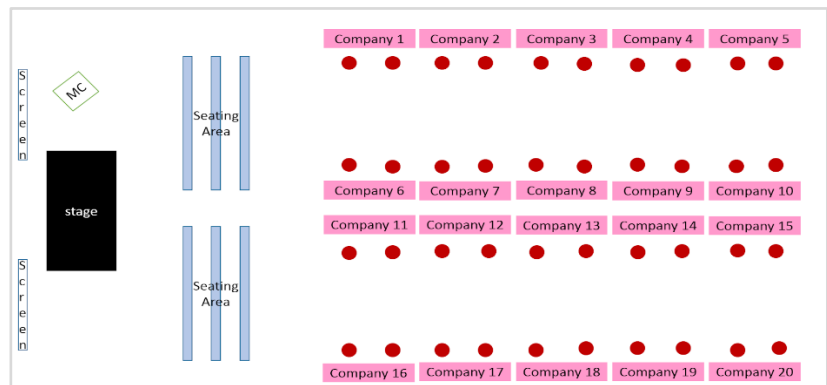 Screen
MC
stage
Screen
Seating
Area
Seating
Area
Company 1
Company 2
Company 3
Company 4
Company 5
Company 6
Company 7
Company 8
Company 9
Company 10
Company 11
Company 12
Company 13
Company 14
Company 15
Company 16
Company 17
Company 18
Company 19
Company 20